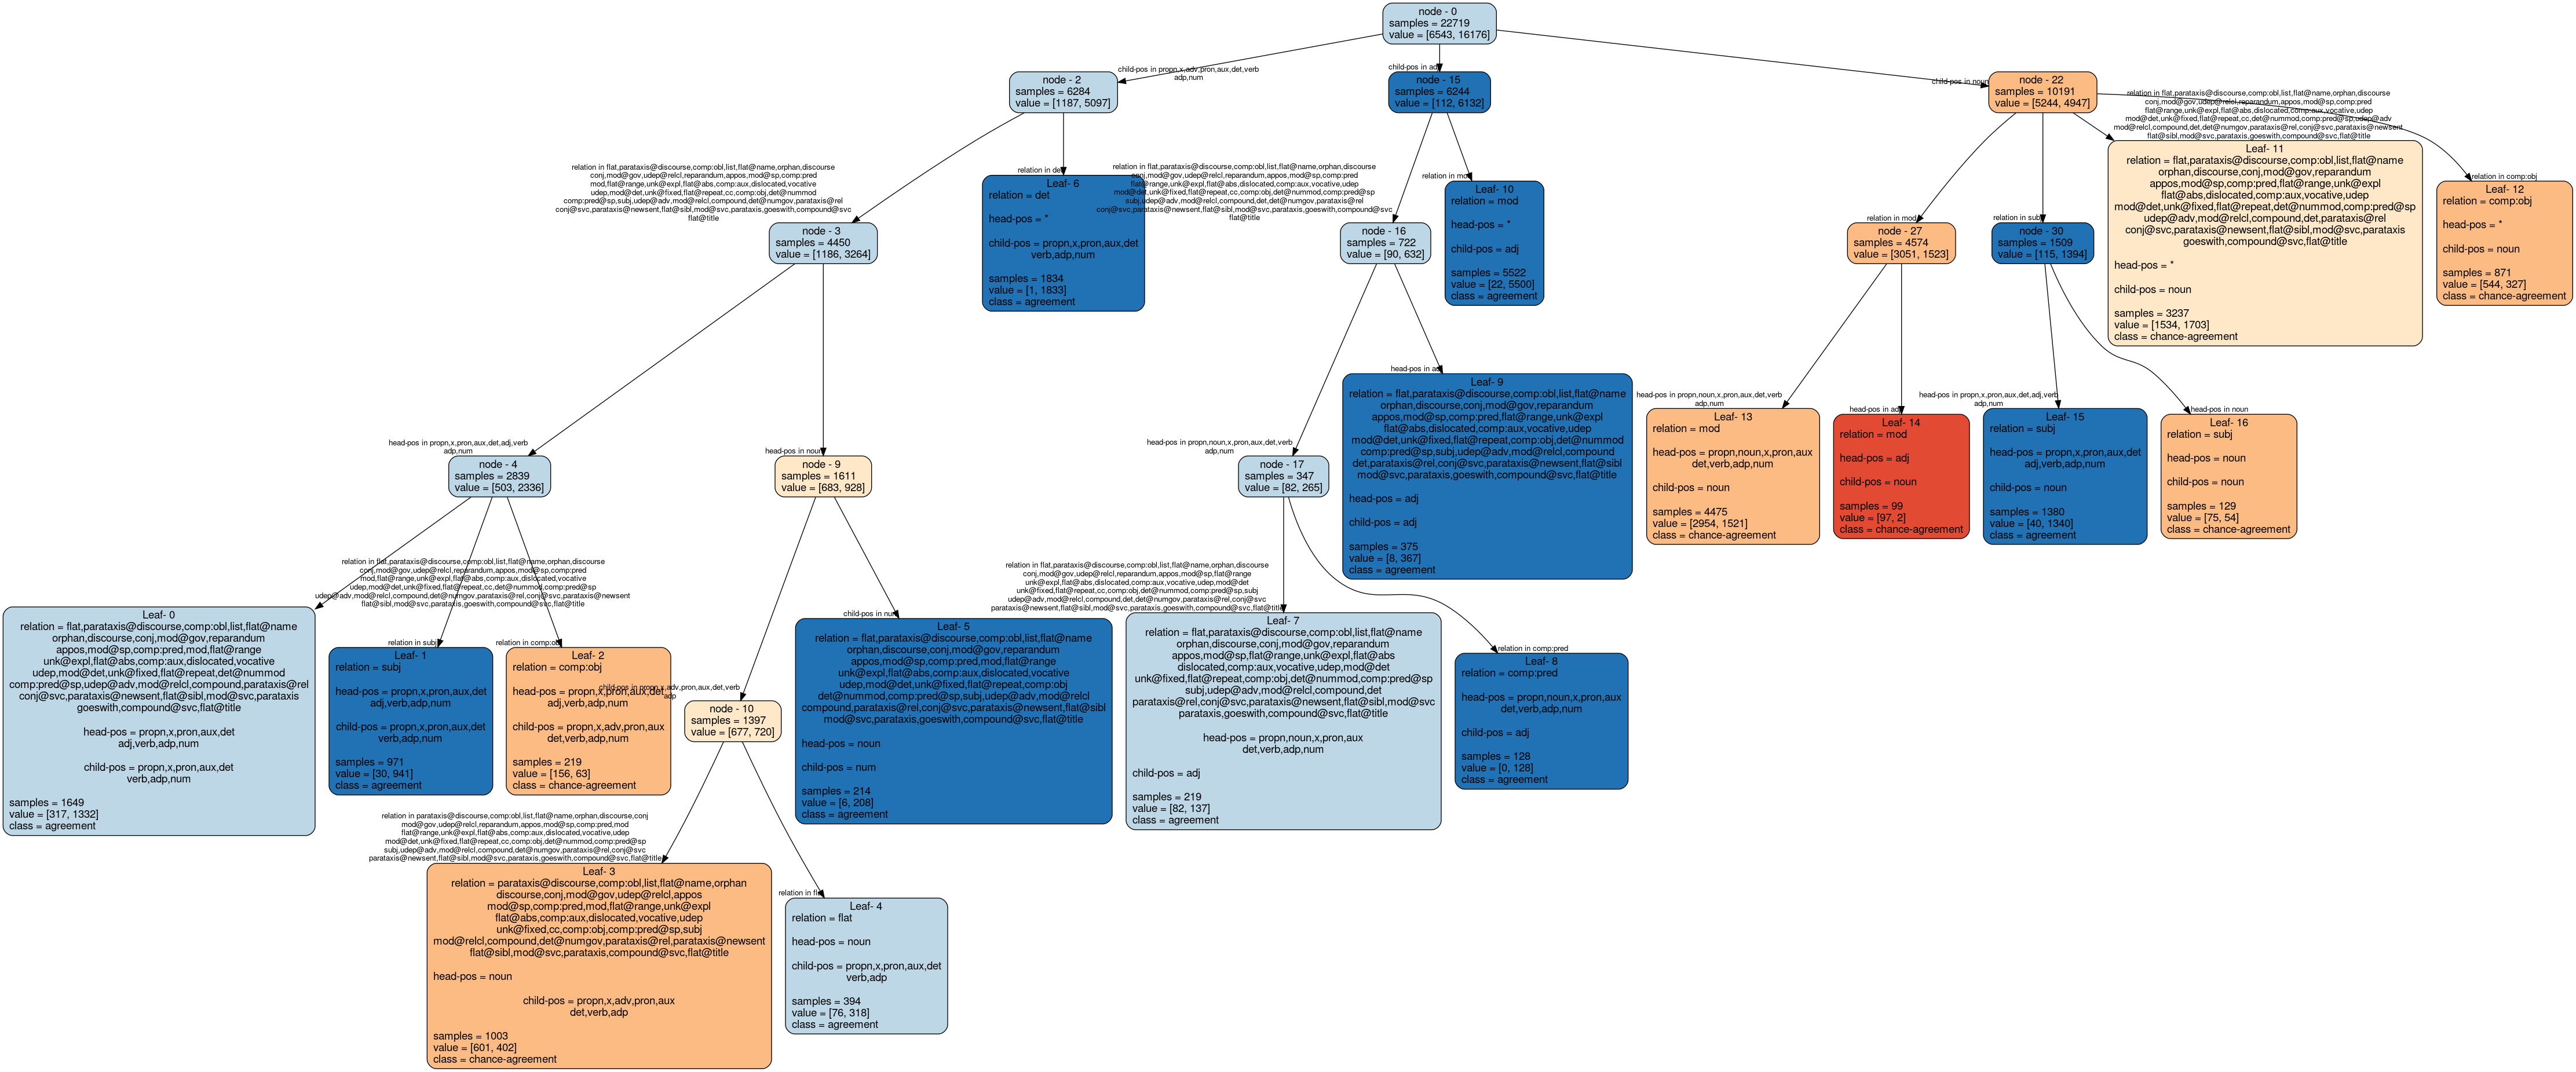 node - 0
samples = 22719
value = [6543, 16176]
child-pos in propn,x,adv,pron,aux,det,verb
adp,num
child-pos in adj
child-pos in noun
node - 2
samples = 6284
value = [1187, 5097]
node - 15
samples = 6244
value = [112, 6132]
node - 22
samples = 10191
value = [5244, 4947]
relation in flat,parataxis@discourse,comp:obl,list,flat@name,orphan,discourse
conj,mod@gov,udep@relcl,reparandum,appos,mod@sp,comp:pred
mod,flat@range,unk@expl,flat@abs,comp:aux,dislocated,vocative
udep,mod@det,unk@fixed,flat@repeat,cc,comp:obj,det@nummod
comp:pred@sp,subj,udep@adv,mod@relcl,compound,det@numgov,parataxis@rel
conj@svc,parataxis@newsent,flat@sibl,mod@svc,parataxis,goeswith,compound@svc
flat@title
relation in det
relation in flat,parataxis@discourse,comp:obl,list,flat@name,orphan,discourse
conj,mod@gov,udep@relcl,reparandum,appos,mod@sp,comp:pred
flat@range,unk@expl,flat@abs,dislocated,comp:aux,vocative,udep
mod@det,unk@fixed,flat@repeat,cc,comp:obj,det@nummod,comp:pred@sp
subj,udep@adv,mod@relcl,compound,det,det@numgov,parataxis@rel
conj@svc,parataxis@newsent,flat@sibl,mod@svc,parataxis,goeswith,compound@svc
flat@title
relation in mod
relation in mod
relation in subj
relation in flat,parataxis@discourse,comp:obl,list,flat@name,orphan,discourse
conj,mod@gov,udep@relcl,reparandum,appos,mod@sp,comp:pred
flat@range,unk@expl,flat@abs,dislocated,comp:aux,vocative,udep
mod@det,unk@fixed,flat@repeat,cc,det@nummod,comp:pred@sp,udep@adv
mod@relcl,compound,det,det@numgov,parataxis@rel,conj@svc,parataxis@newsent
flat@sibl,mod@svc,parataxis,goeswith,compound@svc,flat@title
relation in comp:obj
node - 3
samples = 4450
value = [1186, 3264]
Leaf- 6
relation = det
head-pos = *
child-pos = propn,x,pron,aux,det
verb,adp,num
samples = 1834
value = [1, 1833]
class = agreement
node - 16
samples = 722
value = [90, 632]
Leaf- 10
relation = mod
head-pos = *
child-pos = adj
samples = 5522
value = [22, 5500]
class = agreement
node - 27
samples = 4574
value = [3051, 1523]
node - 30
samples = 1509
value = [115, 1394]
Leaf- 11
relation = flat,parataxis@discourse,comp:obl,list,flat@name
orphan,discourse,conj,mod@gov,reparandum
appos,mod@sp,comp:pred,flat@range,unk@expl
flat@abs,dislocated,comp:aux,vocative,udep
mod@det,unk@fixed,flat@repeat,det@nummod,comp:pred@sp
udep@adv,mod@relcl,compound,det,parataxis@rel
conj@svc,parataxis@newsent,flat@sibl,mod@svc,parataxis
goeswith,compound@svc,flat@title
head-pos = *
child-pos = noun
samples = 3237
value = [1534, 1703]
class = chance-agreement
Leaf- 12
relation = comp:obj
head-pos = *
child-pos = noun
samples = 871
value = [544, 327]
class = chance-agreement
head-pos in propn,x,pron,aux,det,adj,verb
adp,num
head-pos in noun
head-pos in propn,noun,x,pron,aux,det,verb
adp,num
head-pos in adj
head-pos in propn,noun,x,pron,aux,det,verb
adp,num
head-pos in adj
head-pos in propn,x,pron,aux,det,adj,verb
adp,num
head-pos in noun
node - 4
samples = 2839
value = [503, 2336]
node - 9
samples = 1611
value = [683, 928]
node - 17
samples = 347
value = [82, 265]
Leaf- 9
relation = flat,parataxis@discourse,comp:obl,list,flat@name
orphan,discourse,conj,mod@gov,reparandum
appos,mod@sp,comp:pred,flat@range,unk@expl
flat@abs,dislocated,comp:aux,vocative,udep
mod@det,unk@fixed,flat@repeat,comp:obj,det@nummod
comp:pred@sp,subj,udep@adv,mod@relcl,compound
det,parataxis@rel,conj@svc,parataxis@newsent,flat@sibl
mod@svc,parataxis,goeswith,compound@svc,flat@title
head-pos = adj
child-pos = adj
samples = 375
value = [8, 367]
class = agreement
Leaf- 13
relation = mod
head-pos = propn,noun,x,pron,aux
det,verb,adp,num
child-pos = noun
samples = 4475
value = [2954, 1521]
class = chance-agreement
Leaf- 14
relation = mod
head-pos = adj
child-pos = noun
samples = 99
value = [97, 2]
class = chance-agreement
Leaf- 15
relation = subj
head-pos = propn,x,pron,aux,det
adj,verb,adp,num
child-pos = noun
samples = 1380
value = [40, 1340]
class = agreement
Leaf- 16
relation = subj
head-pos = noun
child-pos = noun
samples = 129
value = [75, 54]
class = chance-agreement
relation in flat,parataxis@discourse,comp:obl,list,flat@name,orphan,discourse
conj,mod@gov,udep@relcl,reparandum,appos,mod@sp,comp:pred
mod,flat@range,unk@expl,flat@abs,comp:aux,dislocated,vocative
udep,mod@det,unk@fixed,flat@repeat,cc,det@nummod,comp:pred@sp
udep@adv,mod@relcl,compound,det@numgov,parataxis@rel,conj@svc,parataxis@newsent
flat@sibl,mod@svc,parataxis,goeswith,compound@svc,flat@title
relation in subj
relation in comp:obj
child-pos in propn,x,adv,pron,aux,det,verb
adp
child-pos in num
relation in flat,parataxis@discourse,comp:obl,list,flat@name,orphan,discourse
conj,mod@gov,udep@relcl,reparandum,appos,mod@sp,flat@range
unk@expl,flat@abs,dislocated,comp:aux,vocative,udep,mod@det
unk@fixed,flat@repeat,cc,comp:obj,det@nummod,comp:pred@sp,subj
udep@adv,mod@relcl,compound,det,det@numgov,parataxis@rel,conj@svc
parataxis@newsent,flat@sibl,mod@svc,parataxis,goeswith,compound@svc,flat@title
relation in comp:pred
Leaf- 0
relation = flat,parataxis@discourse,comp:obl,list,flat@name
orphan,discourse,conj,mod@gov,reparandum
appos,mod@sp,comp:pred,mod,flat@range
unk@expl,flat@abs,comp:aux,dislocated,vocative
udep,mod@det,unk@fixed,flat@repeat,det@nummod
comp:pred@sp,udep@adv,mod@relcl,compound,parataxis@rel
conj@svc,parataxis@newsent,flat@sibl,mod@svc,parataxis
goeswith,compound@svc,flat@title
head-pos = propn,x,pron,aux,det
adj,verb,adp,num
child-pos = propn,x,pron,aux,det
verb,adp,num
samples = 1649
value = [317, 1332]
class = agreement
Leaf- 1
relation = subj
head-pos = propn,x,pron,aux,det
adj,verb,adp,num
child-pos = propn,x,pron,aux,det
verb,adp,num
samples = 971
value = [30, 941]
class = agreement
Leaf- 2
relation = comp:obj
head-pos = propn,x,pron,aux,det
adj,verb,adp,num
child-pos = propn,x,adv,pron,aux
det,verb,adp,num
samples = 219
value = [156, 63]
class = chance-agreement
node - 10
samples = 1397
value = [677, 720]
Leaf- 5
relation = flat,parataxis@discourse,comp:obl,list,flat@name
orphan,discourse,conj,mod@gov,reparandum
appos,mod@sp,comp:pred,mod,flat@range
unk@expl,flat@abs,comp:aux,dislocated,vocative
udep,mod@det,unk@fixed,flat@repeat,comp:obj
det@nummod,comp:pred@sp,subj,udep@adv,mod@relcl
compound,parataxis@rel,conj@svc,parataxis@newsent,flat@sibl
mod@svc,parataxis,goeswith,compound@svc,flat@title
head-pos = noun
child-pos = num
samples = 214
value = [6, 208]
class = agreement
Leaf- 7
relation = flat,parataxis@discourse,comp:obl,list,flat@name
orphan,discourse,conj,mod@gov,reparandum
appos,mod@sp,flat@range,unk@expl,flat@abs
dislocated,comp:aux,vocative,udep,mod@det
unk@fixed,flat@repeat,comp:obj,det@nummod,comp:pred@sp
subj,udep@adv,mod@relcl,compound,det
parataxis@rel,conj@svc,parataxis@newsent,flat@sibl,mod@svc
parataxis,goeswith,compound@svc,flat@title
head-pos = propn,noun,x,pron,aux
det,verb,adp,num
child-pos = adj
samples = 219
value = [82, 137]
class = agreement
Leaf- 8
relation = comp:pred
head-pos = propn,noun,x,pron,aux
det,verb,adp,num
child-pos = adj
samples = 128
value = [0, 128]
class = agreement
relation in parataxis@discourse,comp:obl,list,flat@name,orphan,discourse,conj
mod@gov,udep@relcl,reparandum,appos,mod@sp,comp:pred,mod
flat@range,unk@expl,flat@abs,comp:aux,dislocated,vocative,udep
mod@det,unk@fixed,flat@repeat,cc,comp:obj,det@nummod,comp:pred@sp
subj,udep@adv,mod@relcl,compound,det@numgov,parataxis@rel,conj@svc
parataxis@newsent,flat@sibl,mod@svc,parataxis,goeswith,compound@svc,flat@title
relation in flat
Leaf- 3
relation = parataxis@discourse,comp:obl,list,flat@name,orphan
discourse,conj,mod@gov,udep@relcl,appos
mod@sp,comp:pred,mod,flat@range,unk@expl
flat@abs,comp:aux,dislocated,vocative,udep
unk@fixed,cc,comp:obj,comp:pred@sp,subj
mod@relcl,compound,det@numgov,parataxis@rel,parataxis@newsent
flat@sibl,mod@svc,parataxis,compound@svc,flat@title
head-pos = noun
child-pos = propn,x,adv,pron,aux
det,verb,adp
samples = 1003
value = [601, 402]
class = chance-agreement
Leaf- 4
relation = flat
head-pos = noun
child-pos = propn,x,pron,aux,det
verb,adp
samples = 394
value = [76, 318]
class = agreement